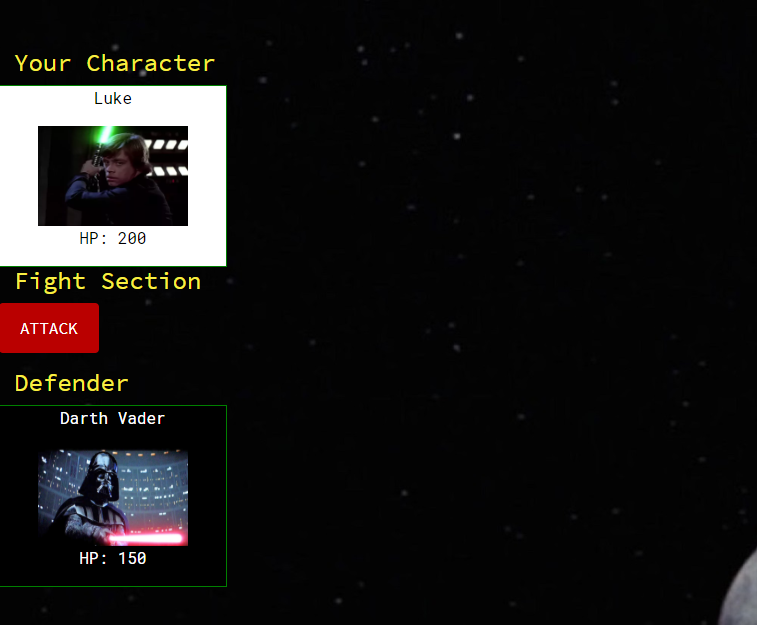 Your Character
Luke
HP: 200
Fight Section
ATTACK
Defender
Darth Vader
HP: 150